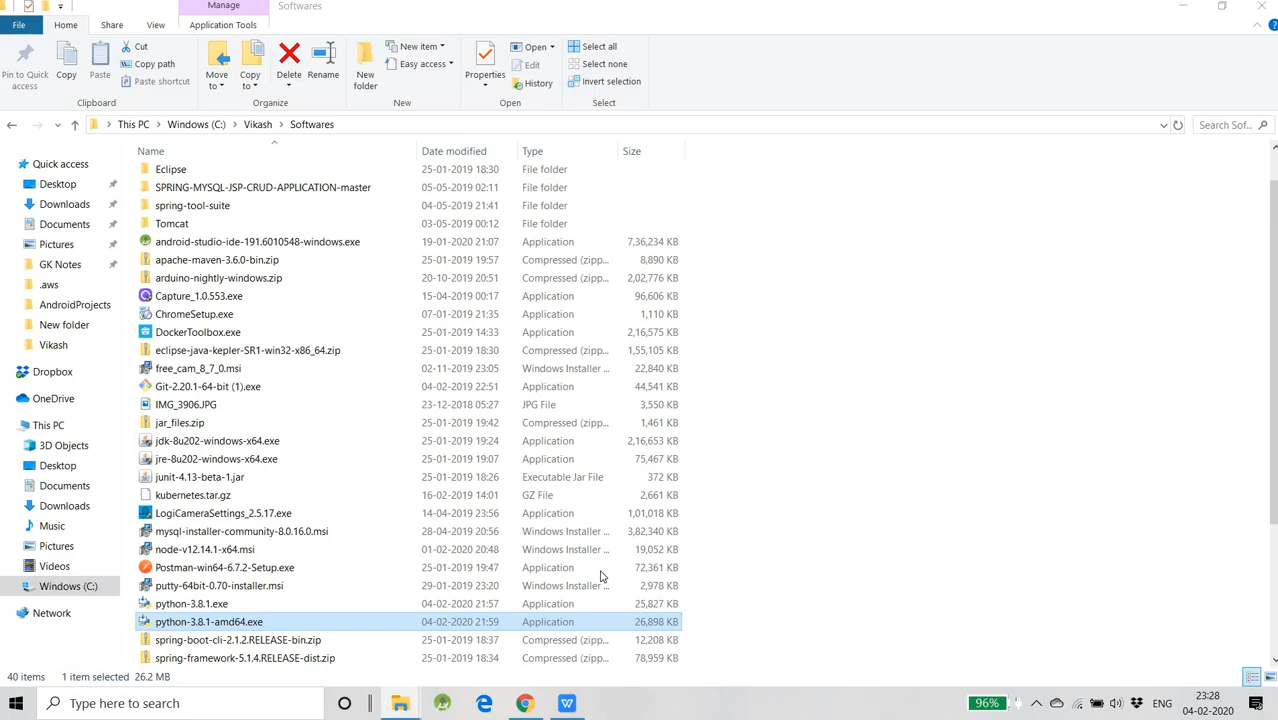 Manage
Softwares
File
Home
Share
View
Application Tools
Pin to Quick access
Copy
Paste
Cut
Copy path
Paste shortcut
Clipboard
Move to
Copy to
Delete
Rename
Organize
New folder
New item
Easy access
New
Properties
Open
Edit
History
Open
Select all
Select none
Invert selection
Select
This PC
Windows (C:)
Vikash
Softwares
Search Sof...
Name Date modified Type Size
Quick access
Desktop
Downloads
Documents
Pictures
GK Notes
.aws
AndroidProjects
New folder
Vikash
Dropbox
OneDrive
This PC
3D Objects
Desktop
Documents
Downloads
Music
Pictures
Videos
Windows (C:)
Network
Eclipse 25-01-2019 18:30 File folder
SPRING-MYSQL-JSP-CRUD-APPLICATION-master 05-05-2019 02:11 File folder
spring-tool-suite 04-05-2019 21:41 File folder
Tomcat 03-05-2019 00:12 File folder
android-studio-ide-191.6010548-windows.exe 19-01-2020 21:07 Application 7,36,234 KB
apache-maven-3.6.0-bin.zip 25-01-2019 19:57 Compressed (zipp... 8,890 KB
arduino-nightly-windows.zip 20-10-2019 20:51 Compressed (zipp... 2,02,776 KB
Capture_1.0.553.exe 15-04-2019 00:17 Application 96,606 KB
ChromeSetup.exe 07-01-2019 21:35 Application 1,110 KB
DockerToolbox.exe 25-01-2019 14:33 Application 2,16,575 KB
eclipse-java-kepler-SR1-win32-x86_64.zip 25-01-2019 18:30 Compressed (zipp... 1,55,105 KB
free_cam_8_7_0.msi 02-11-2019 23:05 Windows Installer ... 22,840 KB
Git-2.20.1-64-bit (1).exe 04-02-2019 22:51 Application 44,541 KB
IMG_3906.JPG 23-12-2018 05:27 JPG File 3,550 KB
jar_files.zip 25-01-2019 19:42 Compressed (zipp... 1,461 KB
jdk-8u202-windows-x64.exe 25-01-2019 19:24 Application 2,16,653 KB
jre-8u202-windows-x64.exe 25-01-2019 19:07 Application 75,467 KB
junit-4.13-beta-1.jar 25-01-2019 18:26 Executable Jar File 372 KB
kubernetes.tar.gz 16-02-2019 14:01 GZ File 2,661 KB
LogiCameraSettings_2.5.17.exe 14-04-2019 23:56 Application 1,01,018 KB
mysql-installer-community-8.0.16.0.msi 28-04-2019 20:56 Windows Installer ... 3,82,340 KB
node-v12.14.1-x64.msi 01-02-2020 20:48 Windows Installer ... 19,052 KB
Postman-win64-6.7.2-Setup.exe 25-01-2019 19:47 Application 72,361 KB
putty-64bit-0.70-installer.msi 29-01-2019 23:20 Windows Installer ... 2,978 KB
python-3.8.1.exe 04-02-2020 21:57 Application 25,827 KB
python-3.8.1-amd64.exe 04-02-2020 21:59 Application 26,898 KB
spring-boot-cli-2.1.2.RELEASE-bin.zip 25-01-2019 18:37 Compressed (zipp... 12,208 KB
spring-framework-5.1.4.RELEASE-dist.zip 25-01-2019 18:34 Compressed (zipp... 78,959 KB
40 items 1 item selected 26.2 MB
Type here to search
96%
ENG
23:28
04-02-2020